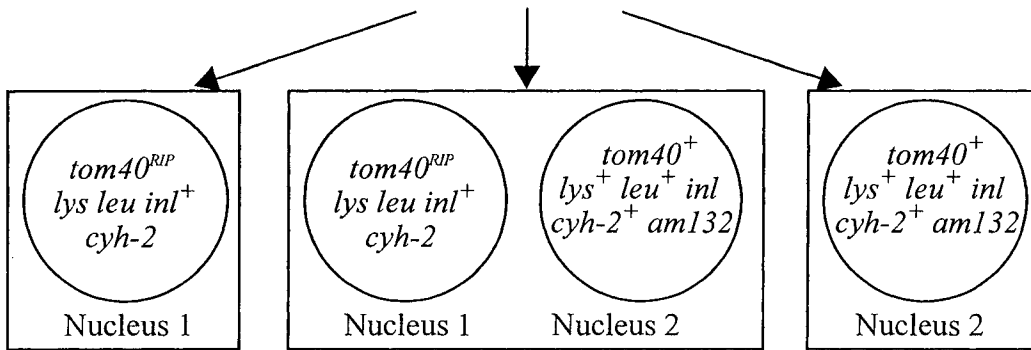 tom40^RIP
lys leu inl⁺
cyh-2
Nucleus 1
tom40^RIP
lys leu inl⁺
cyh-2
Nucleus 1
tom40⁺
lys⁺ leu⁺ inl
cyh-2⁺ am132
Nucleus 2
tom40⁺
lys⁺ leu⁺ inl
cyh-2⁺ am132
Nucleus 2